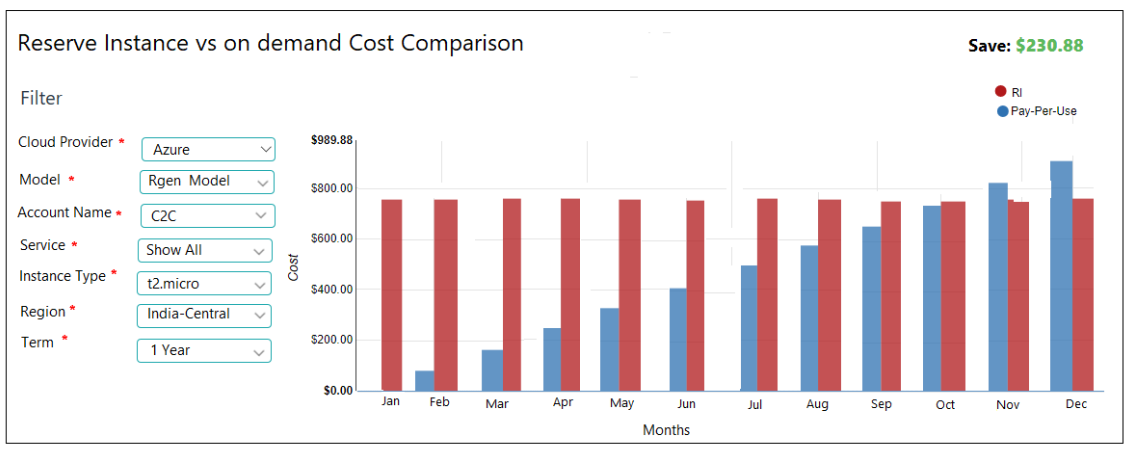 Reserve Instance vs on demand Cost Comparison
Save: $230.88
Filter
RI
Pay-Per-Use
Cloud Provider * Azure
Model * Rgen Model
Account Name * C2C
Service * Show All
Instance Type * t2.micro
Region * India-Central
Term * 1 Year
$989.88
$800.00
$600.00
$400.00
$200.00
$0.00
Cost
Jan Feb Mar Apr May Jun Jul Aug Sep Oct Nov Dec
Months